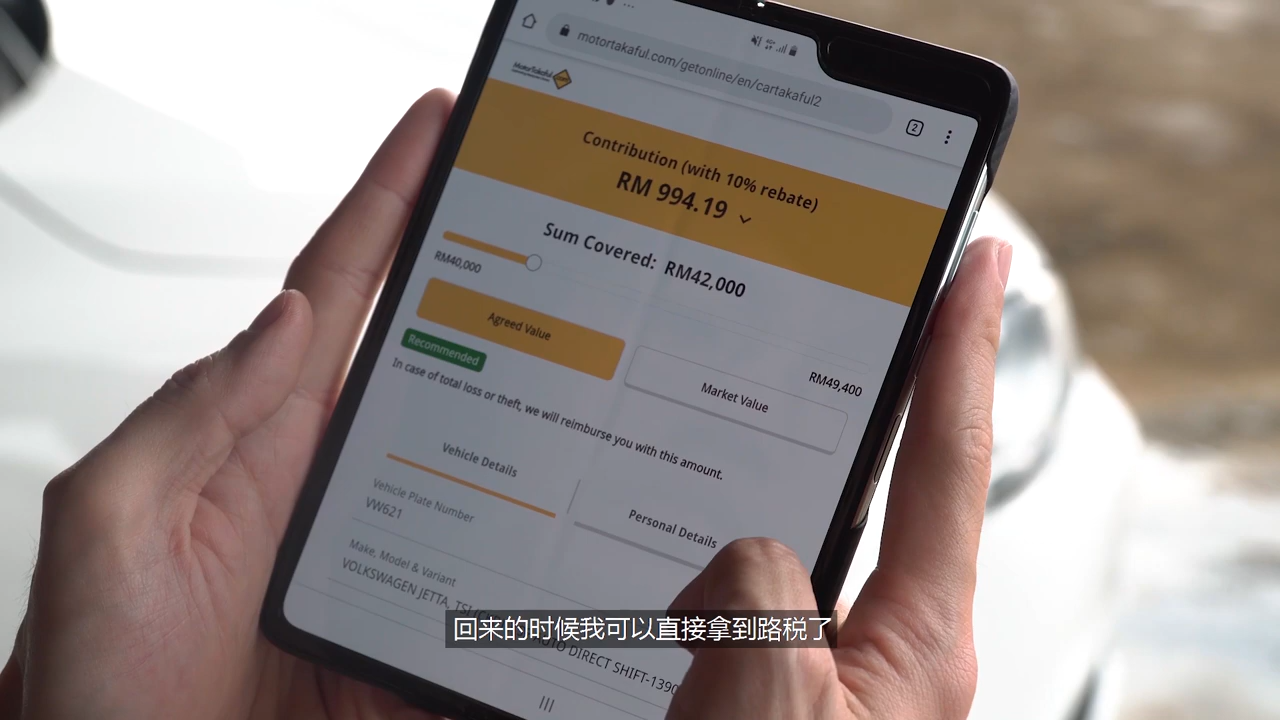 motortakaful.com/getonline/en/cartakaful2
2
MotorTakaful
Contribution (with 10% rebate)
RM 994.19
Sum Covered: RM42,000
RM40,000
RM49,400
Agreed Value
Market Value
Recommended
In case of total loss or theft, we will reimburse you with this amount.
Vehicle Details
Personal Details
Vehicle Plate Number
VW621
Make, Model & Variant
VOLKSWAGEN JETTA, TSI AUTO DIRECT SHIFT-1390
回来的时候我可以直接拿到路税了